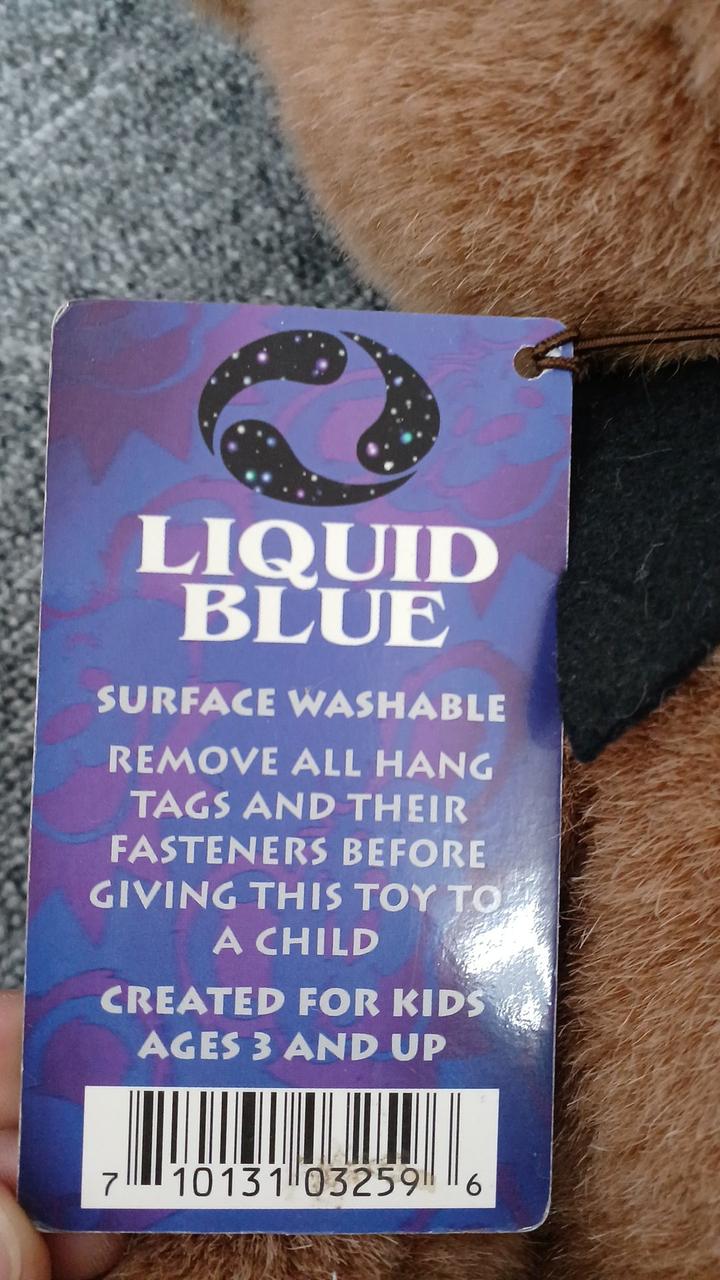 LIQUID
BLUE
SURFACE WASHABLE
REMOVE ALL HANG
TAGS AND THEIR
FASTENERS BEFORE
GIVING THIS TOY TO
A CHILD
CREATED FOR KIDS
AGES 3 AND UP
7 10131 03259 6